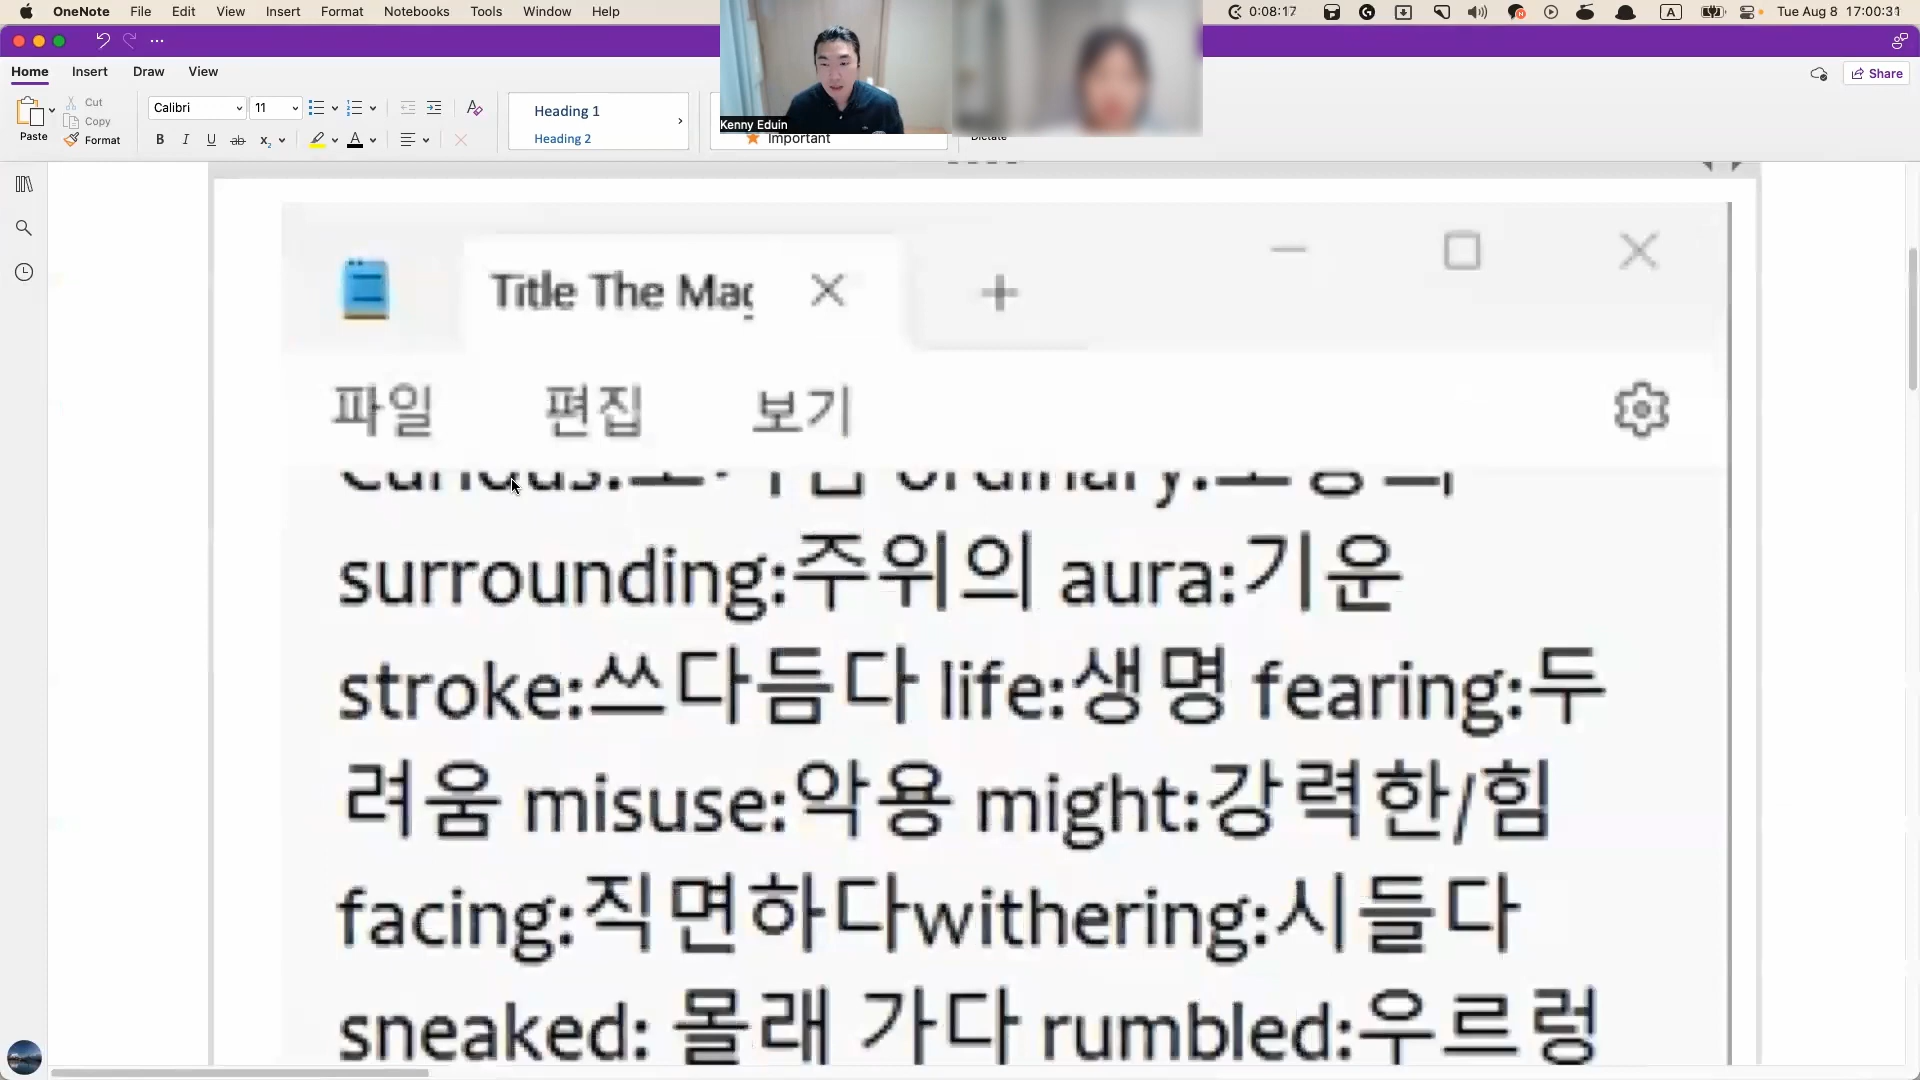 OneNote File Edit View Insert Format Notebooks Tools Window Help 0:08:17 A Tue Aug 8 17:00:31
Home Insert Draw View Share
Paste Cut Copy Format
Calibri 11
B I U ab x₂ A
Heading 1
Heading 2
Important
Kenny Eduin
Title The Mag
파일 편집 보기
surrounding:주위의 aura:기운
stroke:쓰다듬다 life:생명 fearing:두
려움 misuse:악용 might:강력한/힘
facing:직면하다withering:시들다
sneaked: 몰래 가다 rumbled:우르렁